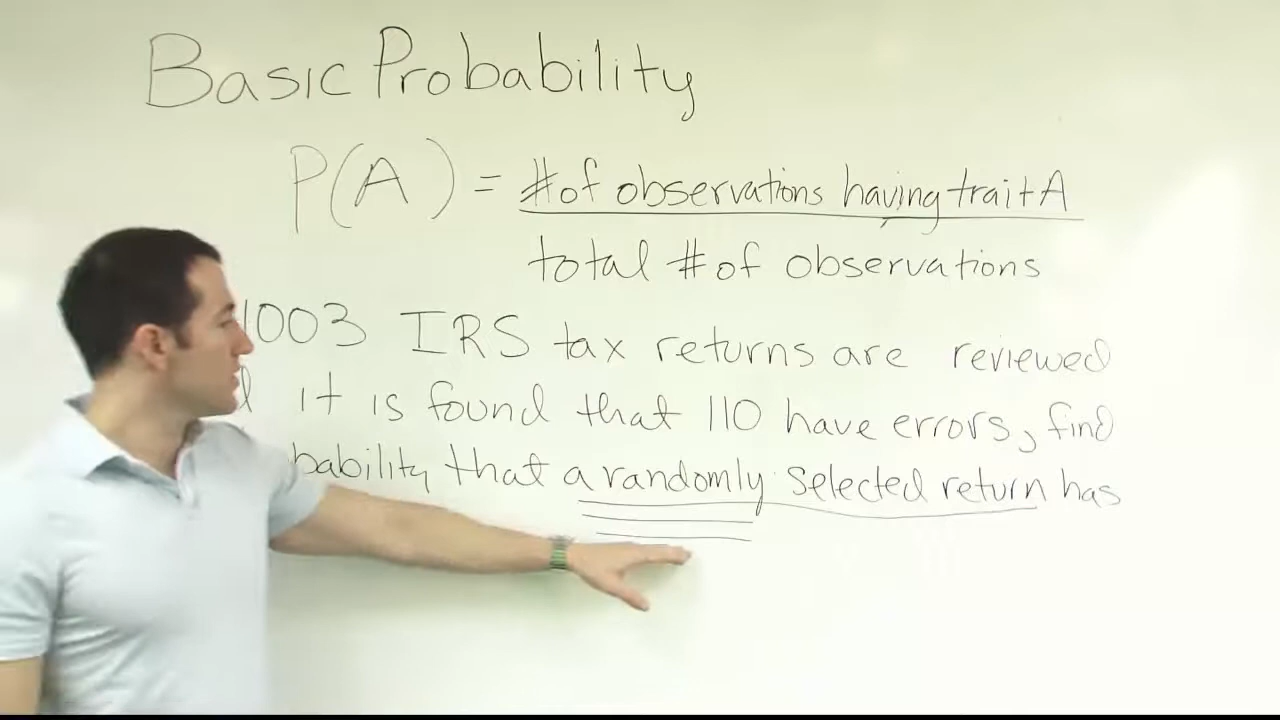 Basic Probability
P(A) = # of observations having trait A
total # of observations
1003 IRS tax returns are reviewed
it is found that 110 have errors, find
that a randomly selected return has